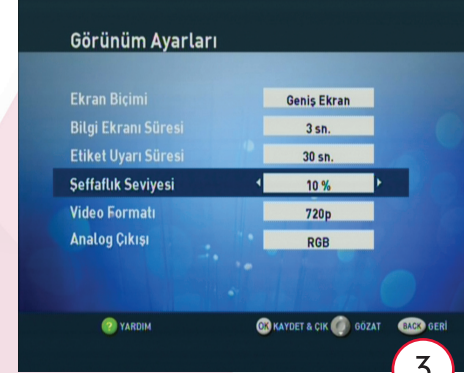 Görünüm Ayarları
Ekran Biçimi Geniş Ekran
Bilgi Ekranı Süresi 3 sn.
Etiket Uyarı Süresi 30 sn.
Şeffaflık Seviyesi 10 %
Video Formatı 720p
Analog Çıkışı RGB
? YARDIM OK KAYDET & ÇIK GÖZAT BACK GERİ
3